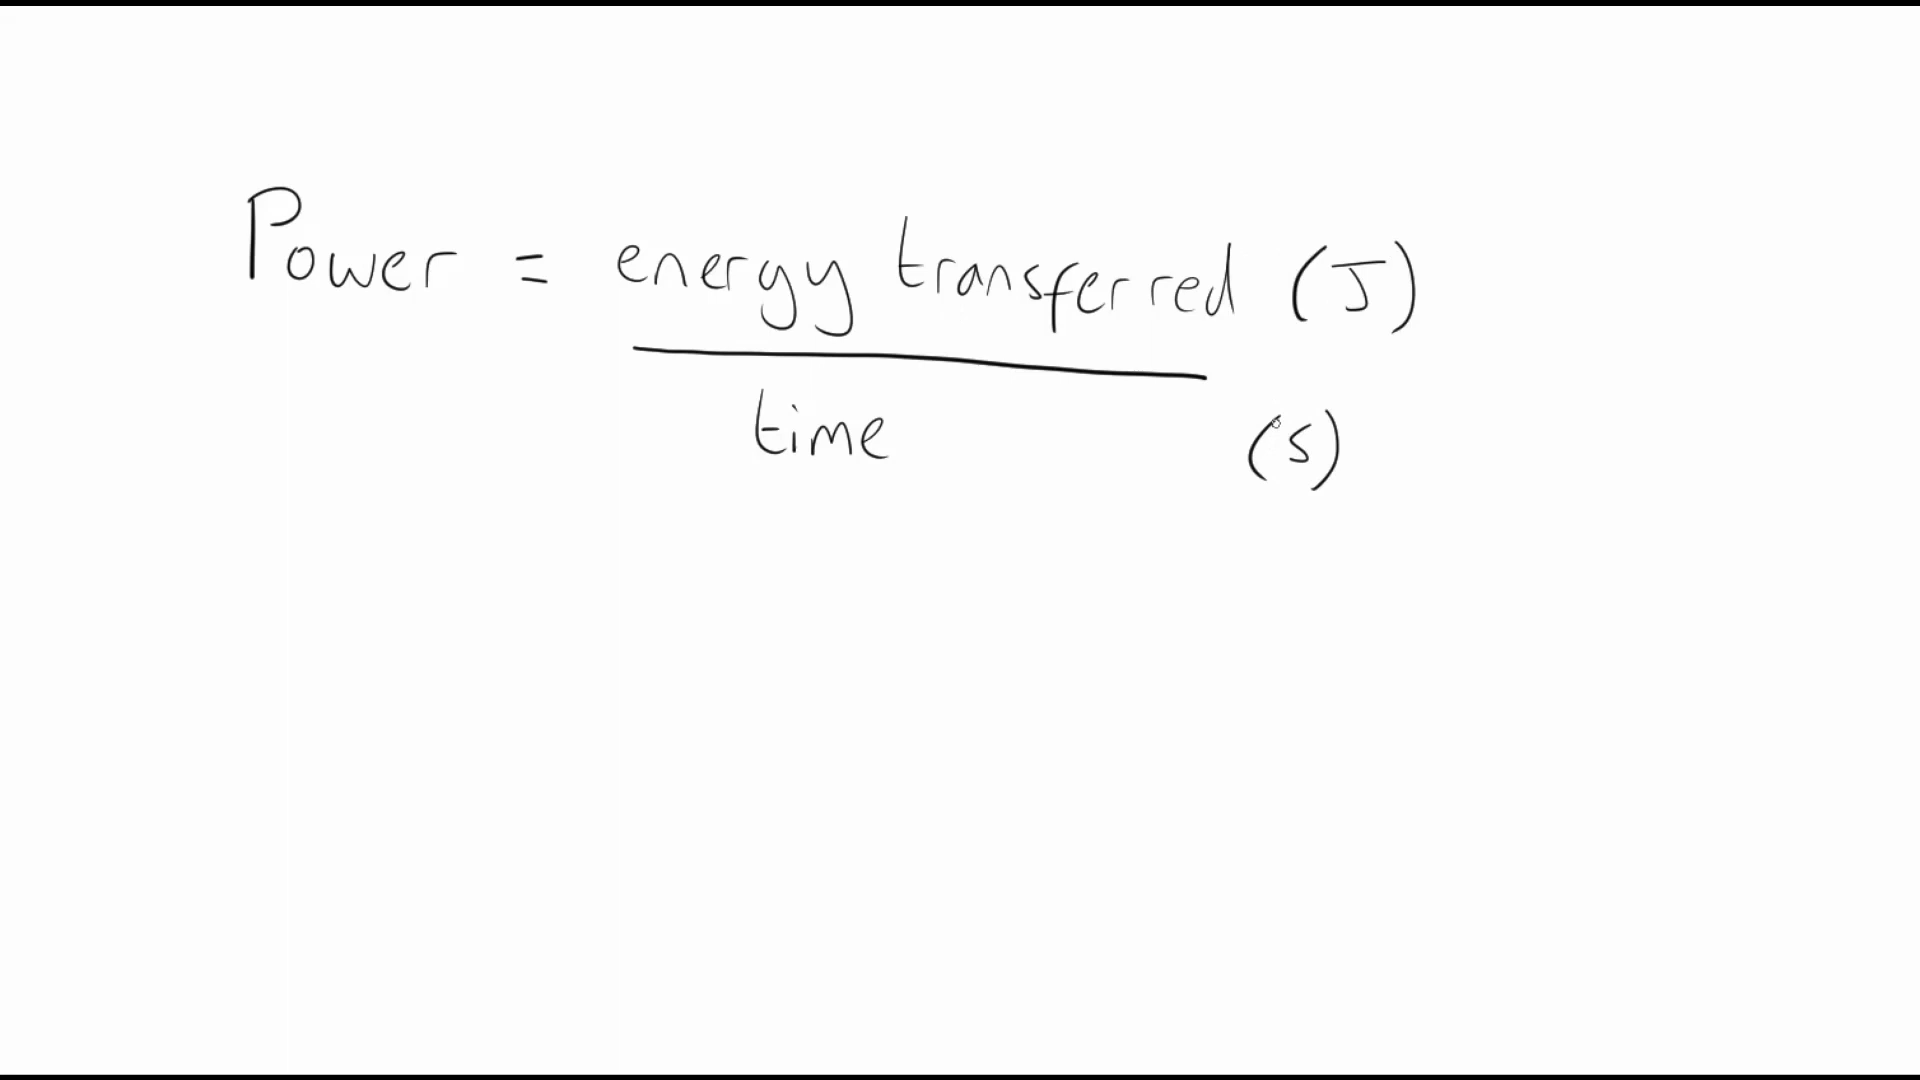 Power = energy transferred (J)
time (s)